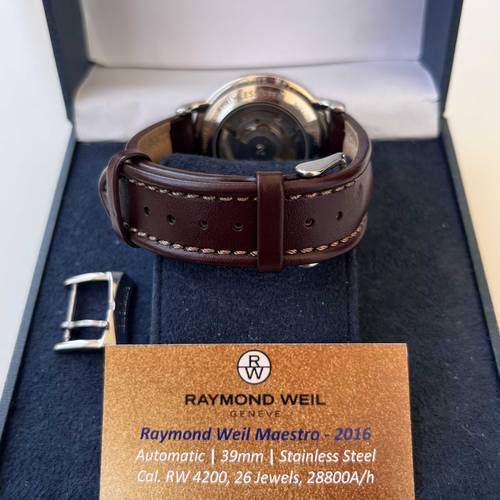 RW
RAYMOND WEIL
GENEVE
Raymond Weil Maestro - 2016
Automatic | 39mm | Stainless Steel
Cal. RW 4200, 26 Jewels, 28800A/h